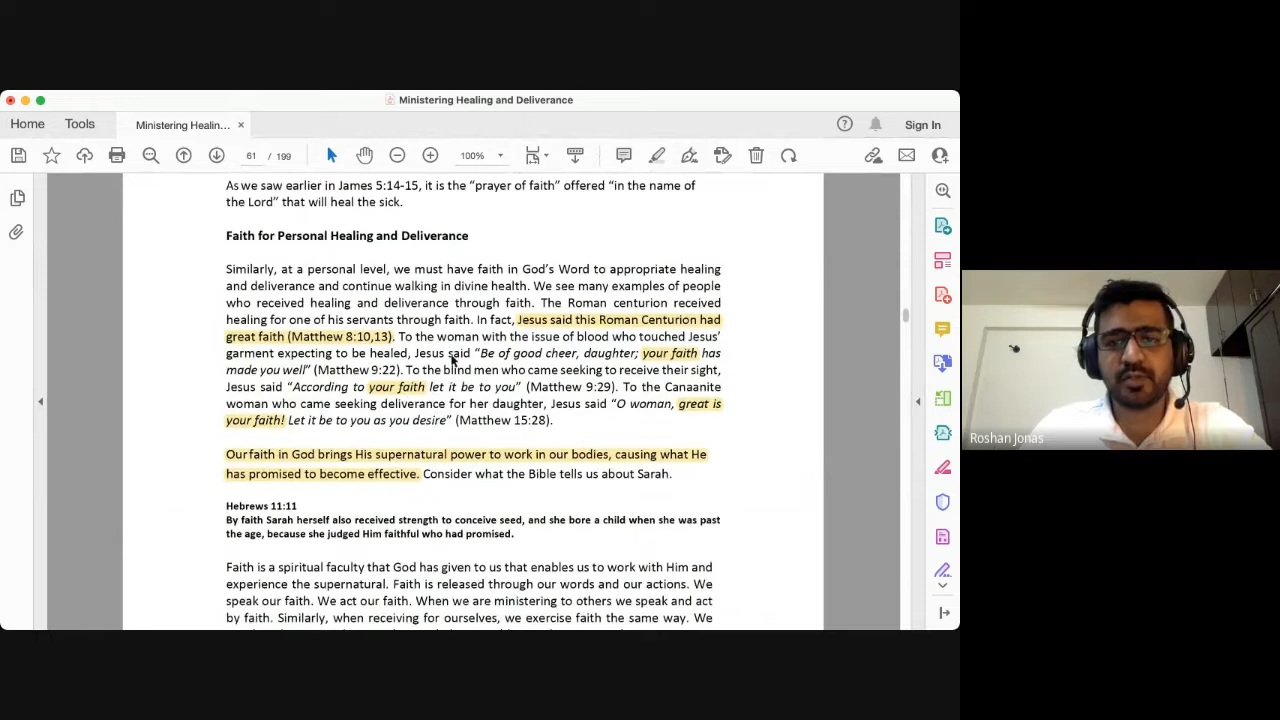 Ministering Healing and Deliverance
Home Tools Ministering Healin... × Sign In
61 / 199 100%
As we saw earlier in James 5:14-15, it is the “prayer of faith” offered “in the name of
the Lord” that will heal the sick.
Faith for Personal Healing and Deliverance
Similarly, at a personal level, we must have faith in God’s Word to appropriate healing
and deliverance and continue walking in divine health. We see many examples of people
who received healing and deliverance through faith. The Roman centurion received
healing for one of his servants through faith. In fact, Jesus said this Roman Centurion had
great faith (Matthew 8:10,13). To the woman with the issue of blood who touched Jesus’
garment expecting to be healed, Jesus said “Be of good cheer, daughter; your faith has
made you well” (Matthew 9:22). To the blind men who came seeking to receive their sight,
Jesus said “According to your faith let it be to you” (Matthew 9:29). To the Canaanite
woman who came seeking deliverance for her daughter, Jesus said “O woman, great is
your faith! Let it be to you as you desire” (Matthew 15:28).
Our faith in God brings His supernatural power to work in our bodies, causing what He
has promised to become effective. Consider what the Bible tells us about Sarah.
Hebrews 11:11
By faith Sarah herself also received strength to conceive seed, and she bore a child when she was past
the age, because she judged Him faithful who had promised.
Faith is a spiritual faculty that God has given to us that enables us to work with Him and
experience the supernatural. Faith is released through our words and our actions. We
speak our faith. We act our faith. When we are ministering to others we speak and act
by faith. Similarly, when receiving for ourselves, we exercise faith the same way. We
Roshan Jonas